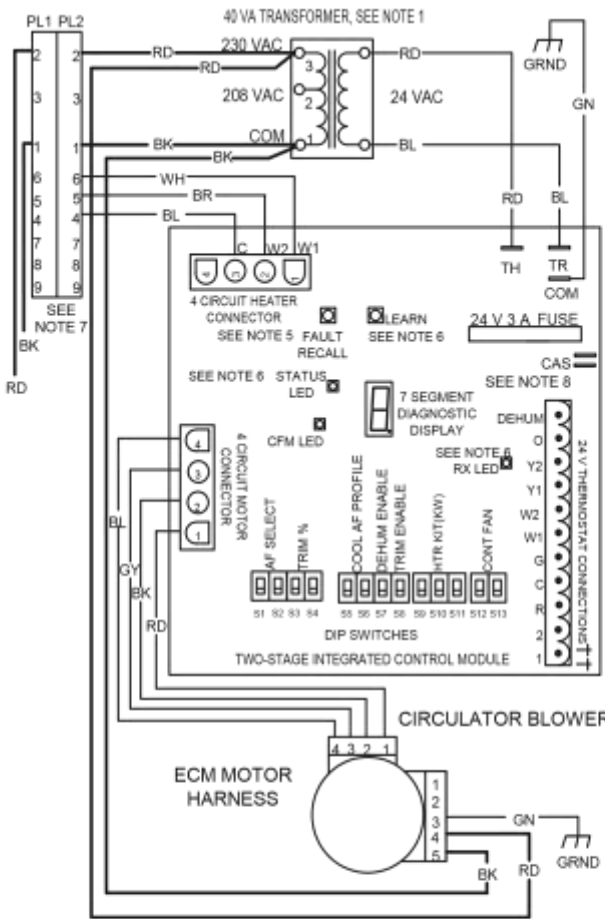 40 VA TRANSFORMER, SEE NOTE 1
PL1 PL2
2 2
3 3
1 1
6 6
5 5
4 4
7 7
8 8
9 9
SEE
NOTE 7
BK
RD
RD
RD
230 VAC
208 VAC
COM
3
2
1
BK
BK
WH
BR
BL
RD
24 VAC
BL
GRND
GN
RD
BL
TH
TR
COM
C W2 W1
4 3 2 1
4 CIRCUIT HEATER
CONNECTOR
SEE NOTE 5
FAULT
RECALL
LEARN
SEE NOTE 6
24 V 3 A FUSE
CAS
SEE NOTE 8
SEE NOTE 6
STATUS
LED
CFM LED
7 SEGMENT
DIAGNOSTIC
DISPLAY
SEE NOTE 6
RX LED
DEHUM
O
Y2
Y1
W2
W1
G
C
R
2
1
24 V THERMOSTAT CONNECTIONS ††
4
3
2
1
4 CIRCUIT MOTOR
CONNECTOR
BL
GY
BK
RD
AF SELECT
TRIM %
COOL AF PROFILE
DEHUM ENABLE
TRIM ENABLE
HTR KIT(KW)
CONT FAN
S1 S2 S3 S4
S5 S6 S7 S8 S9 S10 S11 S12 S13
DIP SWITCHES
TWO-STAGE INTEGRATED CONTROL MODULE
CIRCULATOR BLOWER
4 3 2 1
ECM MOTOR
HARNESS
1
2
3
4
5
GN
GRND
RD
BK